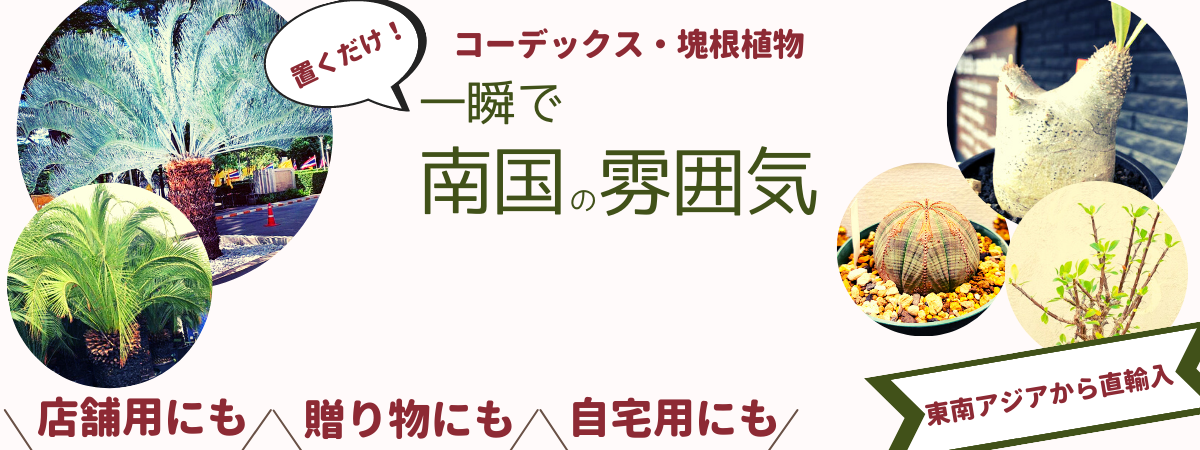 置くだけ！
コーデックス・塊根植物
一瞬で
南国の雰囲気
店舗用にも
贈り物にも
自宅用にも
東南アジアから直輸入